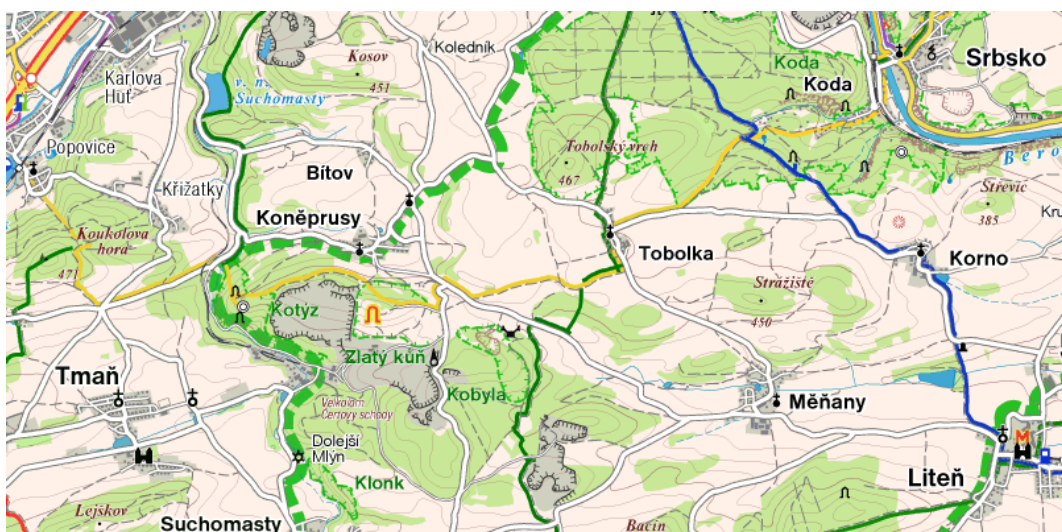 Karlova
Huť
Kosov
451
Koledník
v. n.
Suchomasty
Koda
Koda
Srbsko
Popovice
Křižatky
Bítov
Tobolský vrch
467
Koněprusy
Koukolova
hora
471
Střevíc
385
Tobolka
Korno
Strážiště
450
Kotýz
Zlatý kůň
Kobyla
Tmaň
Velkolom
Čertovy schody
Měňany
Dolejší
Mlýn
M
Klonk
Liteň
Lejškov
Suchomasty
Bacín